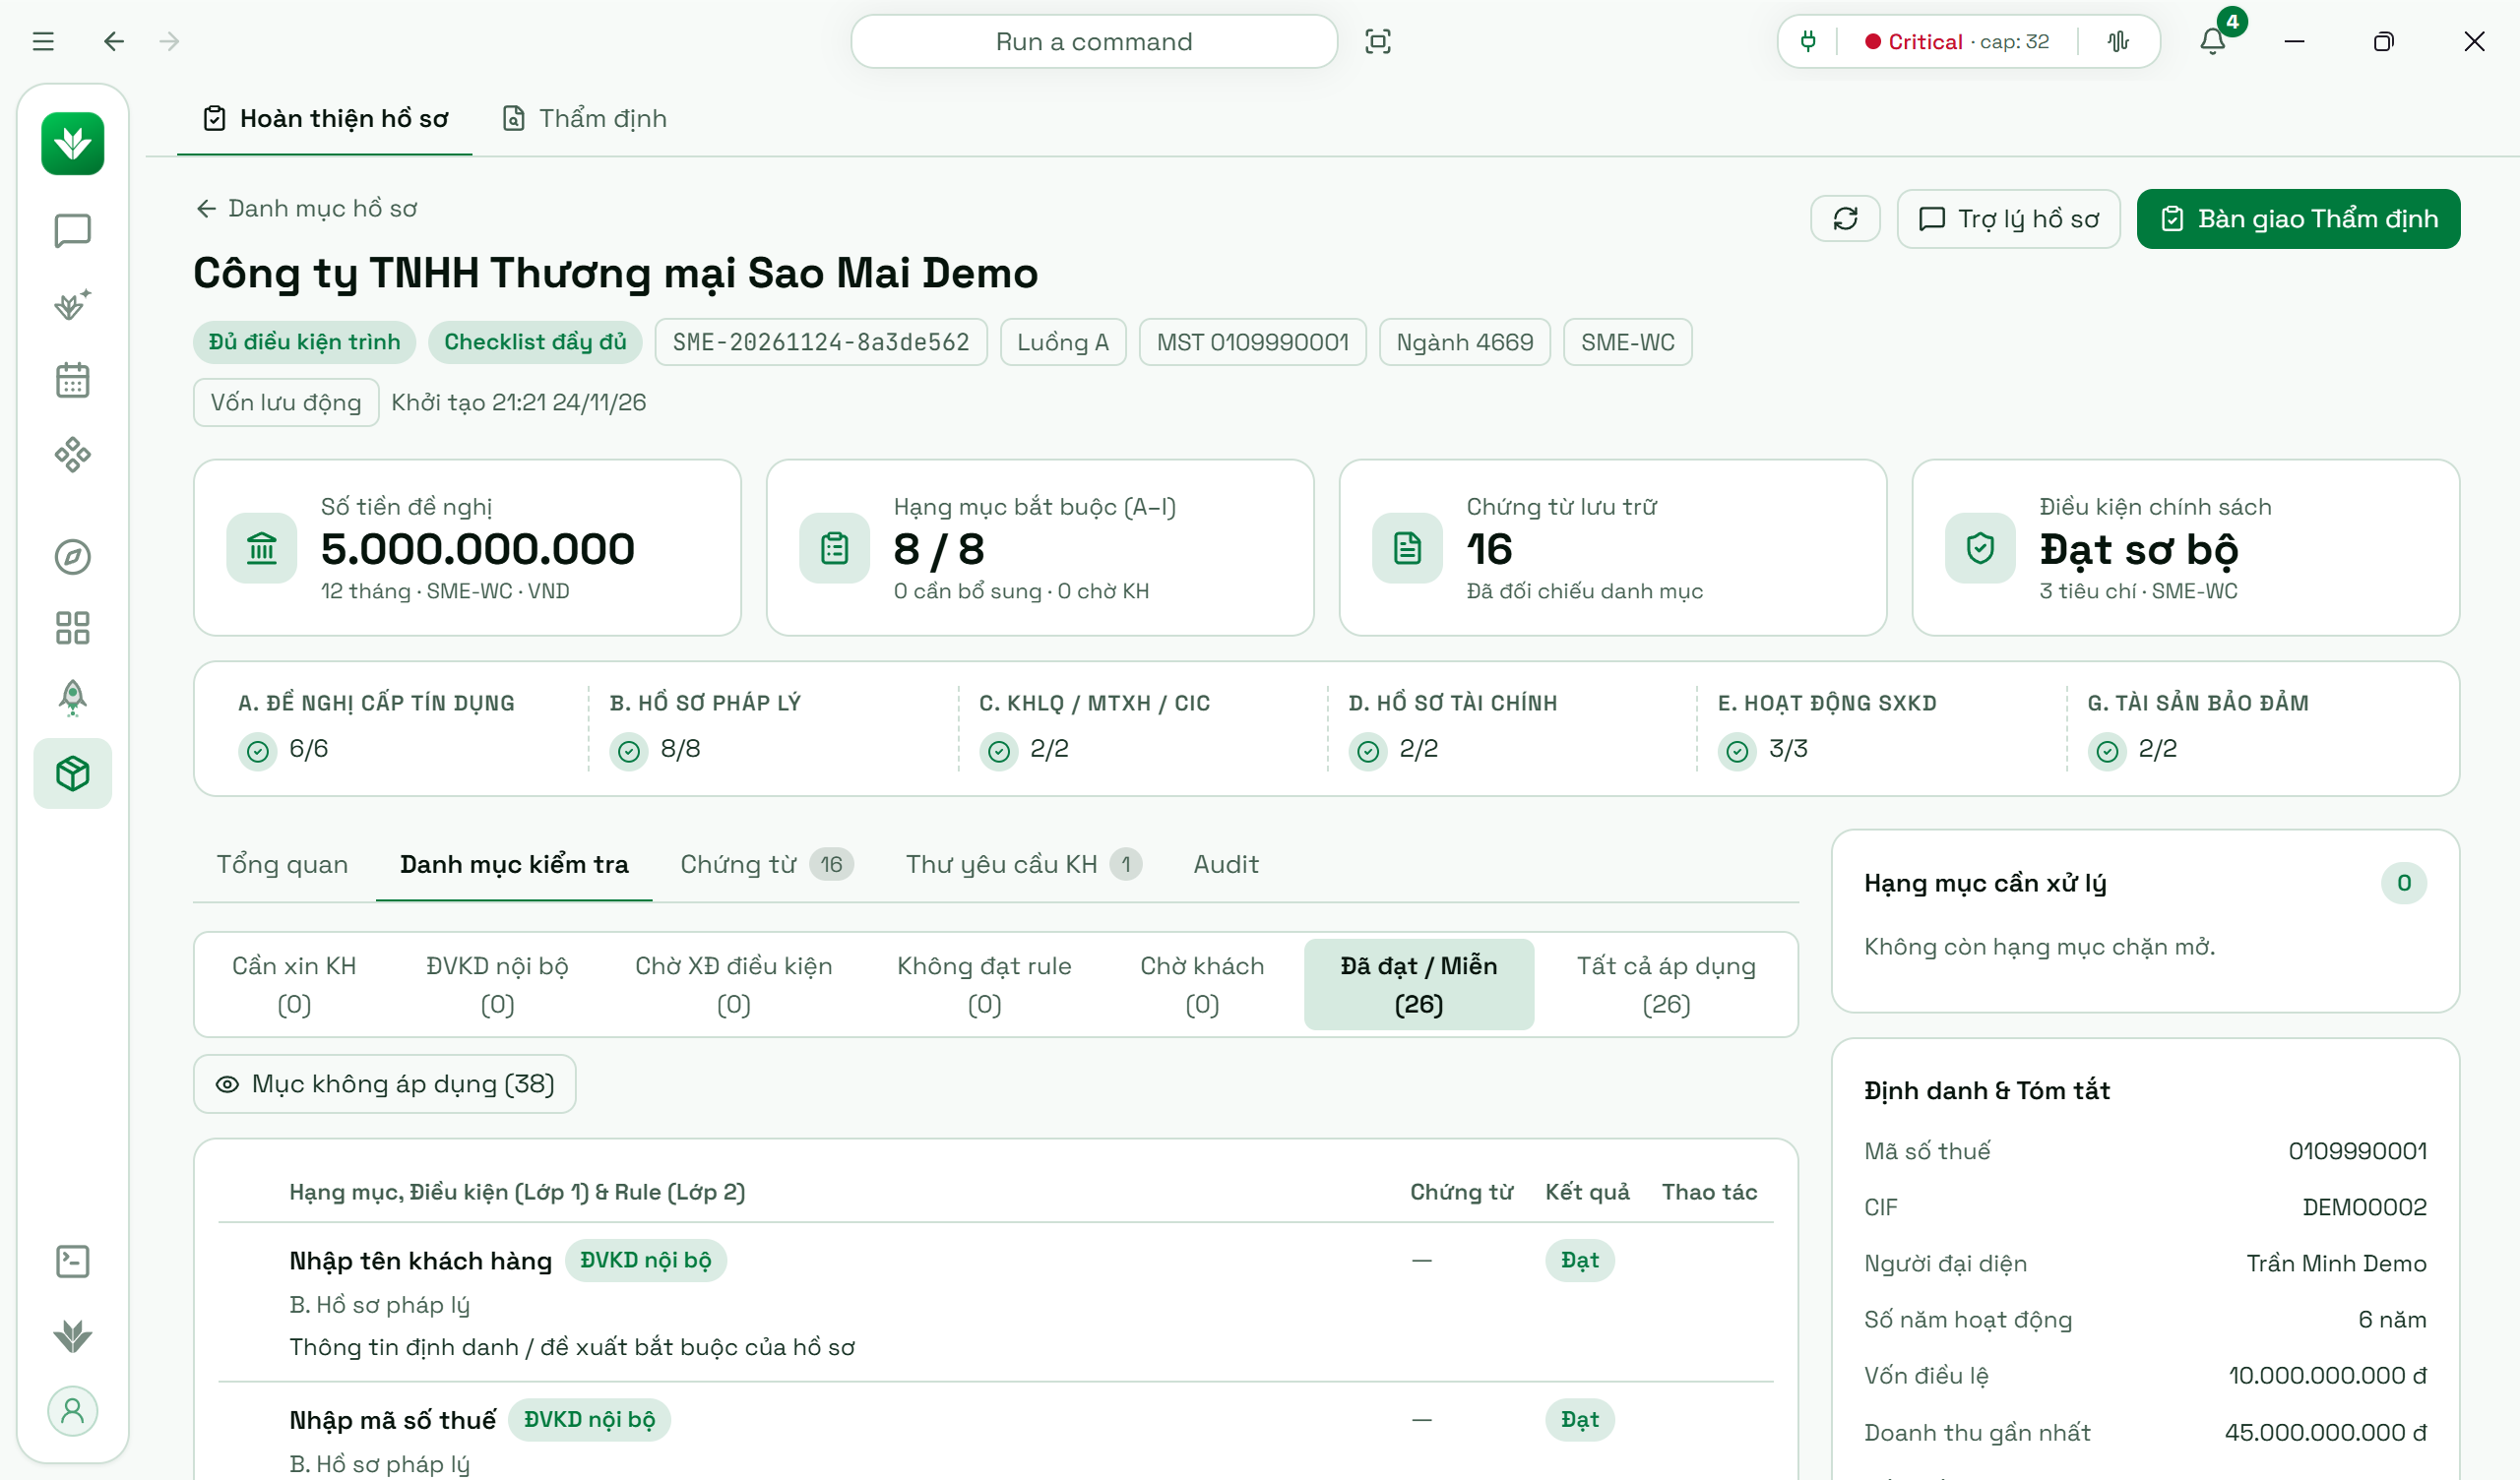 Run a command
Critical · cap: 32
4
Hoàn thiện hồ sơ
Thẩm định
Danh mục hồ sơ
Trợ lý hồ sơ
Bàn giao Thẩm định
Công ty TNHH Thương mại Sao Mai Demo
Đủ điều kiện trình
Checklist đầy đủ
SME-20261124-8a3de562
Luồng A
MST 0109990001
Ngành 4669
SME-WC
Vốn lưu động
Khởi tạo 21:21 24/11/26
Số tiền đề nghị
5.000.000.000
12 tháng · SME-WC · VND
Hạng mục bắt buộc (A–I)
8 / 8
0 cần bổ sung · 0 chờ KH
Chứng từ lưu trữ
16
Đã đối chiếu danh mục
Điều kiện chính sách
Đạt sơ bộ
3 tiêu chí · SME-WC
A. ĐỀ NGHỊ CẤP TÍN DỤNG
6/6
B. HỒ SƠ PHÁP LÝ
8/8
C. KHLQ / MTXH / CIC
2/2
D. HỒ SƠ TÀI CHÍNH
2/2
E. HOẠT ĐỘNG SXKD
3/3
G. TÀI SẢN BẢO ĐẢM
2/2
Tổng quan
Danh mục kiểm tra
Chứng từ 16
Thư yêu cầu KH 1
Audit
Cần xin KH
(0)
ĐVKD nội bộ
(0)
Chờ XĐ điều kiện
(0)
Không đạt rule
(0)
Chờ khách
(0)
Đã đạt / Miễn
(26)
Tất cả áp dụng
(26)
Mục không áp dụng (38)
Hạng mục, Điều kiện (Lớp 1) & Rule (Lớp 2)
Chứng từ
Kết quả
Thao tác
Nhập tên khách hàng
ĐVKD nội bộ
—
Đạt
B. Hồ sơ pháp lý
Thông tin định danh / đề xuất bắt buộc của hồ sơ
Nhập mã số thuế
ĐVKD nội bộ
—
Đạt
B. Hồ sơ pháp lý
Hạng mục cần xử lý
0
Không còn hạng mục chặn mở.
Định danh & Tóm tắt
Mã số thuế
0109990001
CIF
DEMO0002
Người đại diện
Trần Minh Demo
Số năm hoạt động
6 năm
Vốn điều lệ
10.000.000.000 đ
Doanh thu gần nhất
45.000.000.000 đ